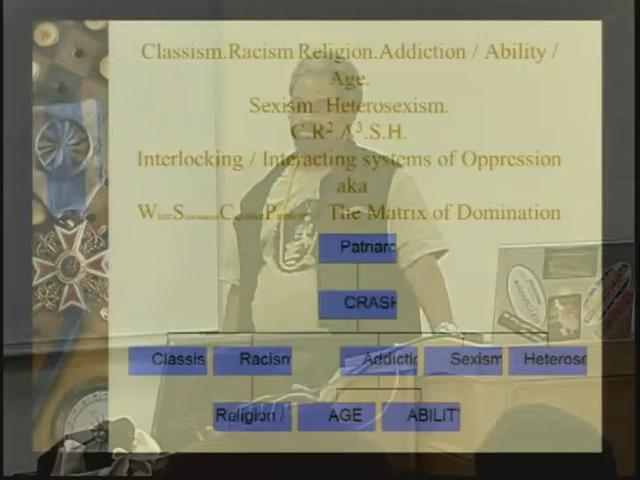 Classism.Racism Religion.Addiction / Ability /
Age.
Sexism. Heterosexism.
C.R².A³.S.H.
Interlocking / Interacting systems of Oppression
aka
W S C P / The Matrix of Domination
Patriarc
CRASH
Classis Racism Addictio Sexism Heterose
Religion / AGE ABILIT